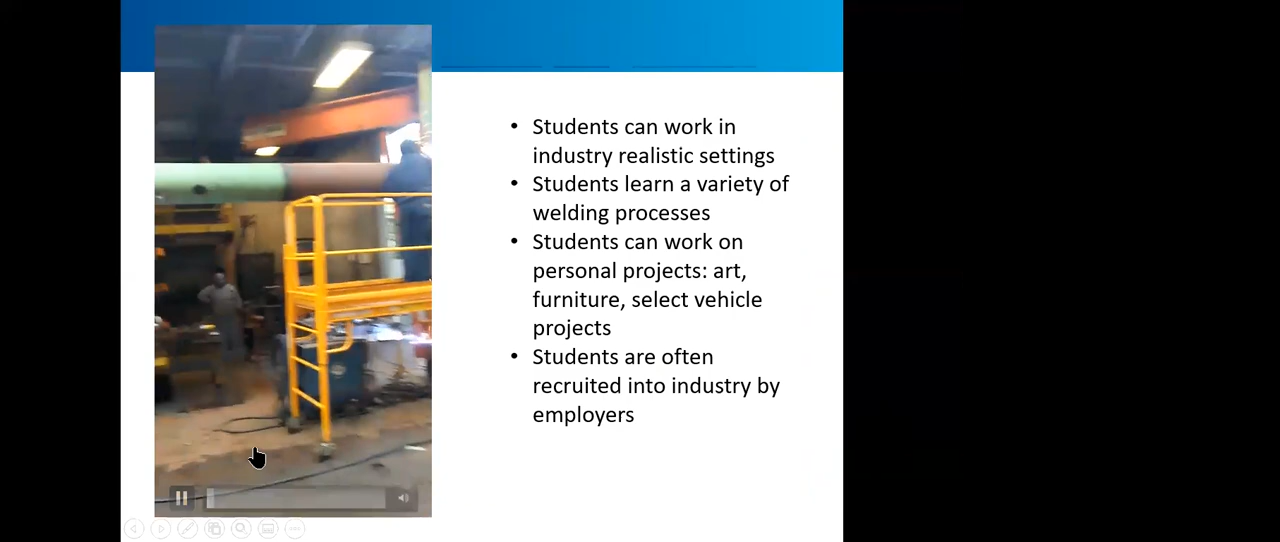 • Students can work in
industry realistic settings
• Students learn a variety of
welding processes
• Students can work on
personal projects: art,
furniture, select vehicle
projects
• Students are often
recruited into industry by
employers